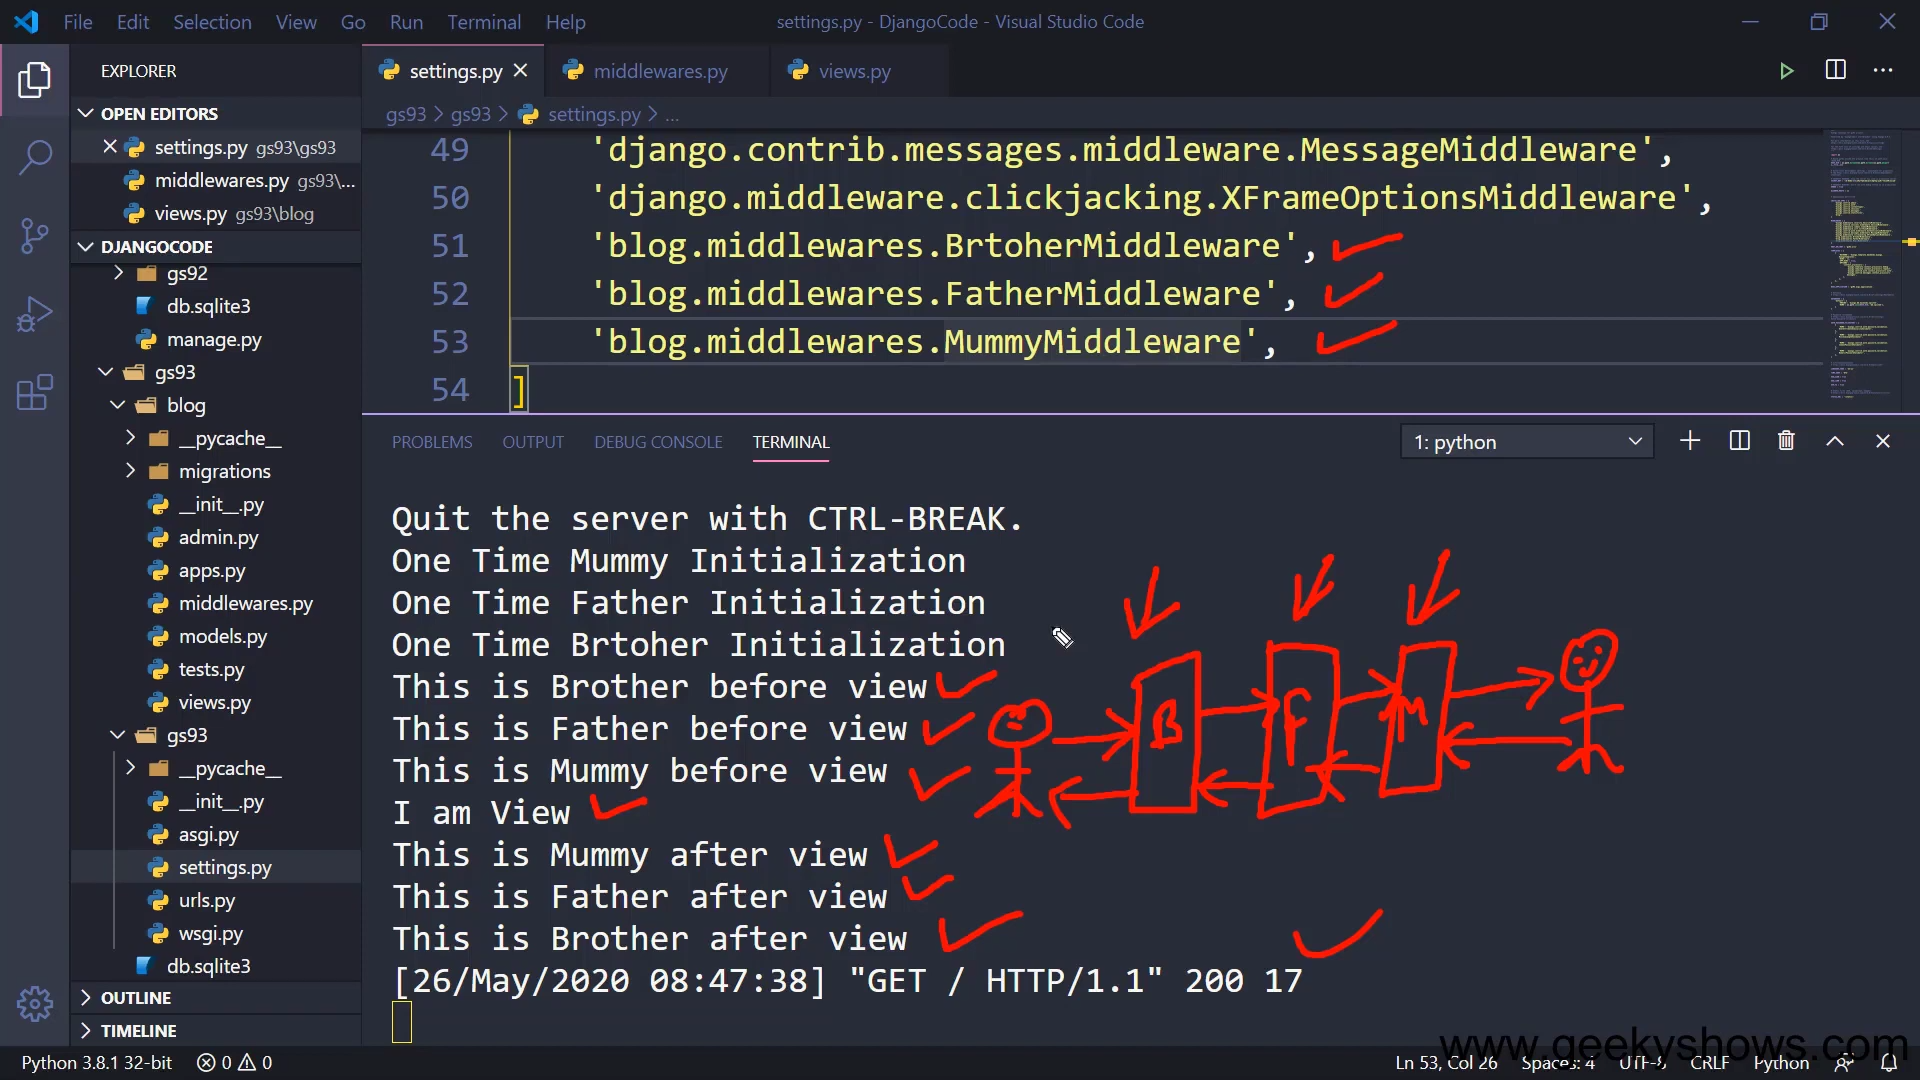 File Edit Selection View Go Run Terminal Help settings.py - DjangoCode - Visual Studio Code
EXPLORER
settings.py middlewares.py views.py
OPEN EDITORS
gs93 > gs93 > settings.py > ...
settings.py gs93\gs93
middlewares.py gs93\...
views.py gs93\blog
DJANGOCODE
gs92
db.sqlite3
manage.py
gs93
blog
__pycache__
migrations
__init__.py
admin.py
apps.py
middlewares.py
models.py
tests.py
views.py
gs93
__pycache__
__init__.py
asgi.py
settings.py
urls.py
wsgi.py
db.sqlite3
OUTLINE
TIMELINE
49 'django.contrib.messages.middleware.MessageMiddleware',
50 'django.middleware.clickjacking.XFrameOptionsMiddleware',
51 'blog.middlewares.BrtoherMiddleware',
52 'blog.middlewares.FatherMiddleware',
53 'blog.middlewares.MummyMiddleware',
54 ]
PROBLEMS OUTPUT DEBUG CONSOLE TERMINAL 1: python
Quit the server with CTRL-BREAK.
One Time Mummy Initialization
One Time Father Initialization
One Time Brtoher Initialization
This is Brother before view
This is Father before view
This is Mummy before view
I am View
This is Mummy after view
This is Father after view
This is Brother after view
[26/May/2020 08:47:38] "GET / HTTP/1.1" 200 17
B F M
www.geekyshows.com
Python 3.8.1 32-bit 0 0 Ln 53, Col 26 Spaces: 4 UTF-8 CRLF Python